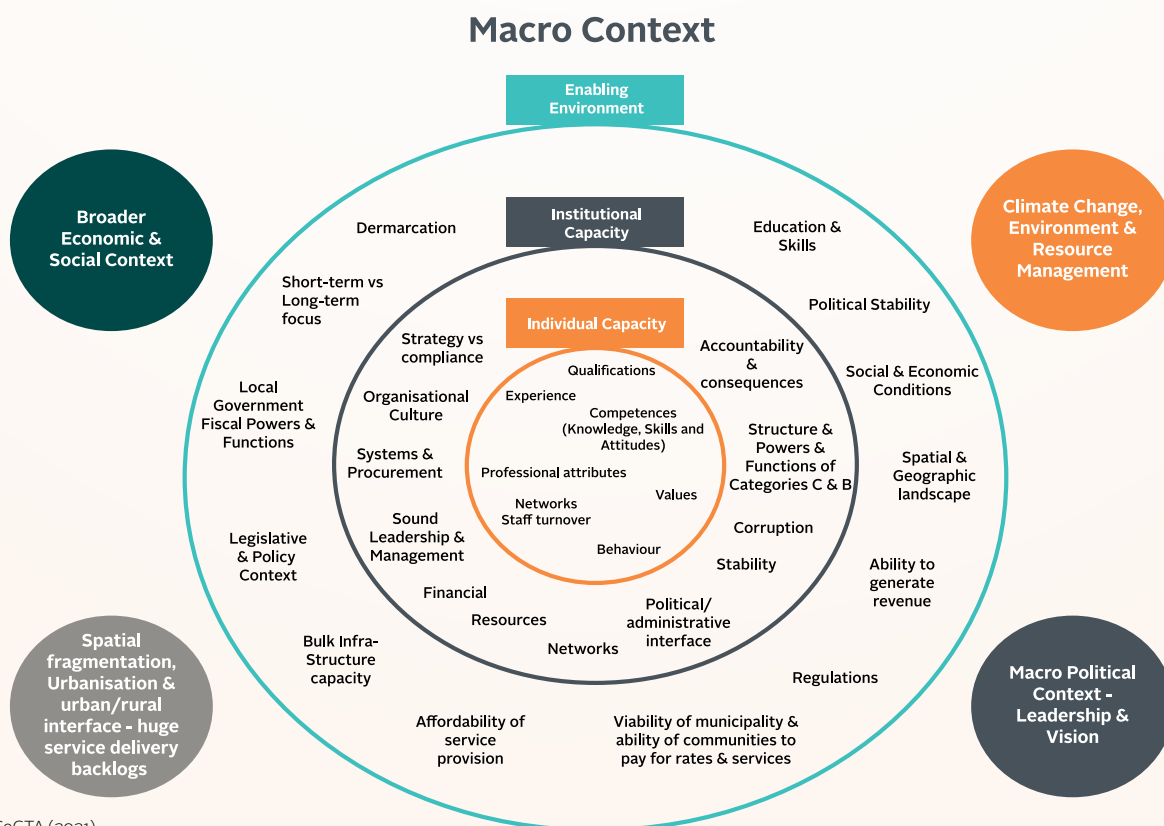 Macro Context
Enabling
Environment
Broader
Economic &
Social Context
Climate Change,
Environment &
Resource
Management
Institutional
Capacity
Dermarcation
Education &
Skills
Short-term vs
Long-term
focus
Political Stability
Individual Capacity
Strategy vs
compliance
Accountability
&
consequences
Qualifications
Social & Economic
Conditions
Local
Government
Fiscal Powers &
Functions
Organisational
Culture
Experience
Competences
(Knowledge, Skills and
Attitudes)
Structure &
Powers &
Functions of
Categories C & B
Systems &
Procurement
Professional attributes
Spatial &
Geographic
landscape
Values
Networks
Staff turnover
Sound
Leadership &
Management
Corruption
Legislative
& Policy
Context
Behaviour
Stability
Ability to
generate
revenue
Financial
Resources
Political/
administrative
interface
Networks
Bulk Infra-
Structure
capacity
Regulations
Spatial
fragmentation,
Urbanisation &
urban/rural
interface - huge
service delivery
backlogs
Macro Political
Context -
Leadership &
Vision
Affordability of
service
provision
Viability of municipality &
ability of communities to
pay for rates & services